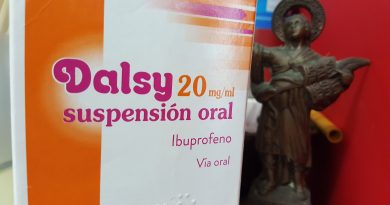 Dalsy 20 mg/ml
suspensión oral
Ibuprofeno
Vía oral